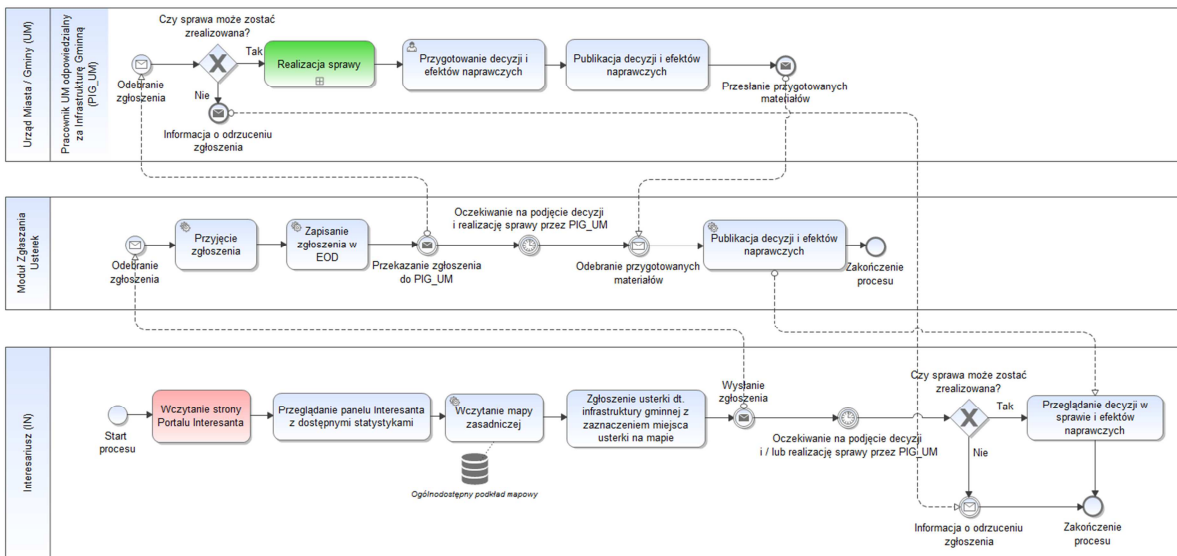 Urząd Miasta / Gminy (UM)
Pracownik UM odpowiedzialny
za Infrastrukturę Gminną
(PIG_UM)
Czy sprawa może zostać
zrealizowana?
Tak
Nie
Odebranie
zgłoszenia
Realizacja sprawy
Przygotowanie decyzji i
efektów naprawczych
Publikacja decyzji i efektów
naprawczych
Przesłanie przygotowanych
materiałów
Informacja o odrzuceniu
zgłoszenia
Moduł Zgłaszania
Usterek
Odebranie
zgłoszenia
Przyjęcie
zgłoszenia
Zapisanie
zgłoszenia w
EOD
Przekazanie zgłoszenia
do PIG_UM
Oczekiwanie na podjęcie decyzji
i realizację sprawy przez PIG_UM
Odebranie przygotowanych
materiałów
Publikacja decyzji i efektów
naprawczych
Zakończenie
procesu
Interesariusz (IN)
Start
procesu
Wczytanie strony
Portalu Interesanta
Przeglądanie panelu Interesanta
z dostępnymi statystykami
Wczytanie mapy
zasadniczej
Ogólnodostępny podkład mapowy
Zgłoszenie usterki dt.
infrastruktury gminnej z
zaznaczeniem miejsca
usterki na mapie
Wysłanie
zgłoszenia
Oczekiwanie na podjęcie decyzji
i / lub realizację sprawy przez PIG_UM
Czy sprawa może zostać
zrealizowana?
Tak
Nie
Przeglądanie decyzji w
sprawie i efektów
naprawczych
Informacja o odrzuceniu
zgłoszenia
Zakończenie
procesu